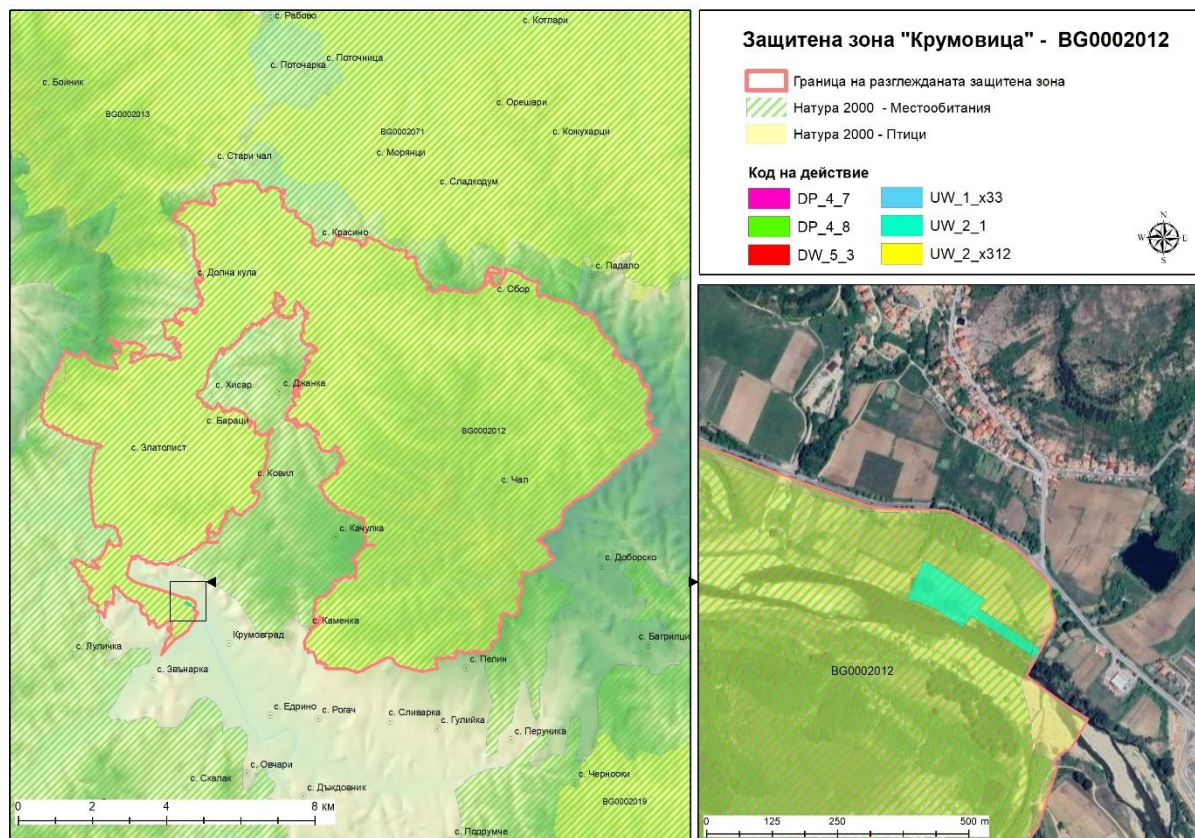 с. Рабово
с. Котлари
с. Поточница
с. Поточарка
с. Бойник
с. Орешари
BG0002013
BG0002071
с. Кожухарци
с. Морянци
с. Стари чал
с. Сладкодум
с. Красино
с. Долна кула
с. Падало
с. Сбор
с. Хисар
с. Джанка
с. Бараци
BG0002012
с. Златолист
с. Ковил
с. Чал
с. Качулка
с. Доборско
с. Каменка
Крумовград
с. Багрилци
с. Луличка
с. Пелин
с. Звънарка
с. Едрино
с. Рогач
с. Сливарка
с. Гулийка
с. Перуника
с. Овчари
с. Черноски
с. Скалак
с. Дъждовник
BG0002019
с. Подрумче
0 2 4 8 км
Защитена зона "Крумовица" - BG0002012
Граница на разглежданата защитена зона
Натура 2000 - Местообитания
Натура 2000 - Птици
Код на действие
DP_4_7
UW_1_x33
DP_4_8
UW_2_1
DW_5_3
UW_2_x312
N
W E
S
BG0002012
0 125 250 500 m